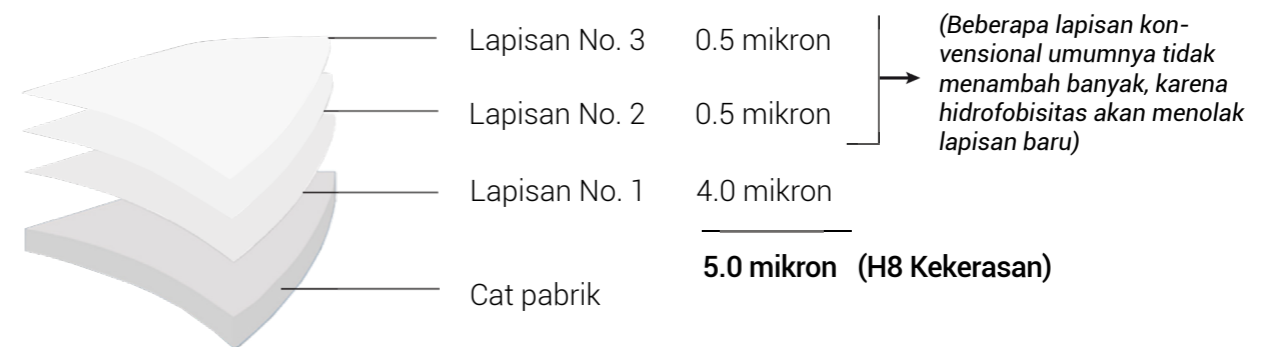 Lapisan No. 3 0.5 mikron
(Beberapa lapisan kon-
vensional umumnya tidak
menambah banyak, karena
hidrofobisitas akan menolak
lapisan baru)
Lapisan No. 2 0.5 mikron
Lapisan No. 1 4.0 mikron
5.0 mikron (H8 Kekerasan)
Cat pabrik